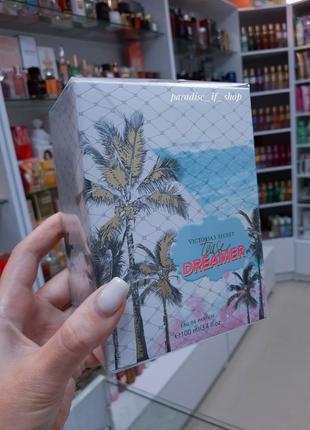 paradise_if_shop
VICTORIA'S SECRET
Tease
DREAMER
EAU DE PARFUM
e 100 ml/3.4 fl oz